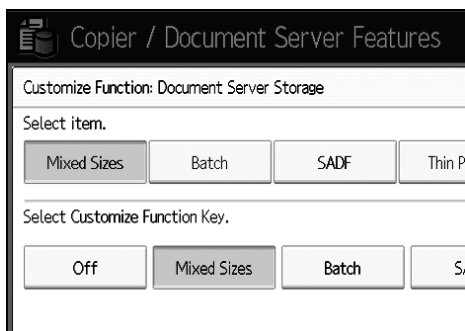 Copier / Document Server Features
Customize Function: Document Server Storage
Select item.
Mixed Sizes Batch SADF Thin P
Select Customize Function Key.
Off Mixed Sizes Batch SA